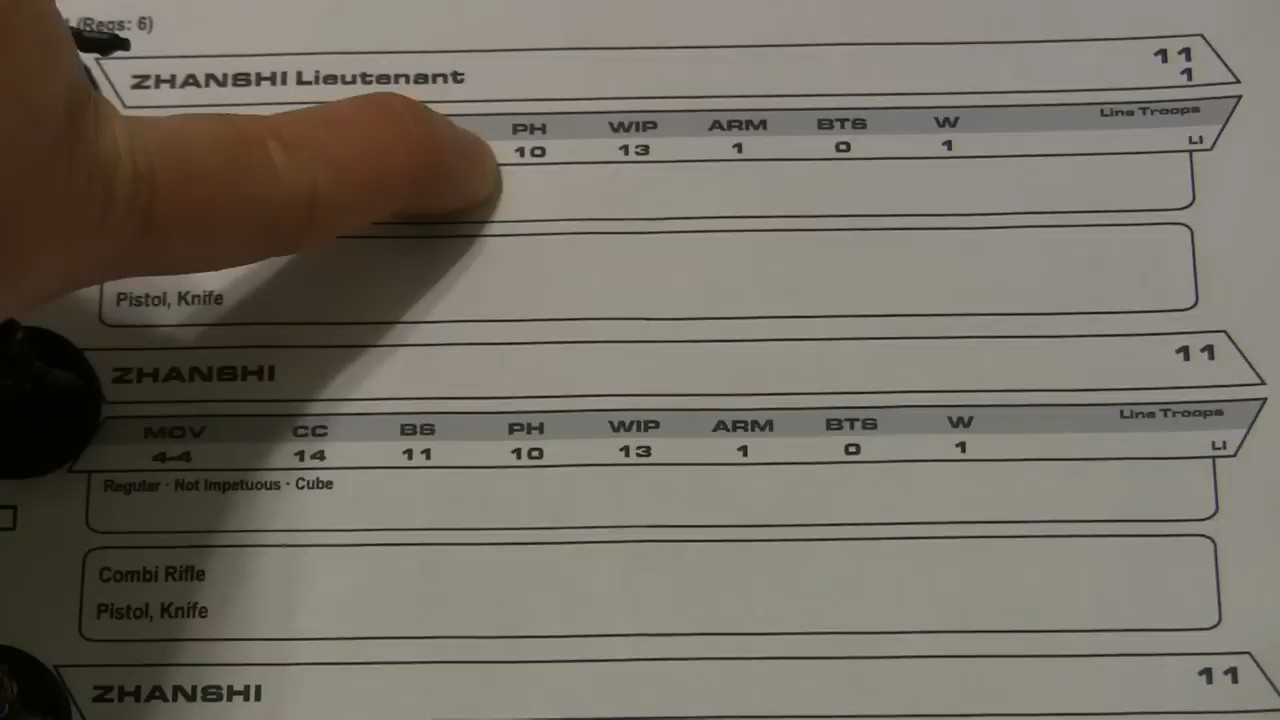 (Regs: 6)
ZHANSHI Lieutenant 11
1
PH WIP ARM BTS W Line Troops
10 13 1 0 1 LI
Pistol, Knife
ZHANSHI 11
MOV CC BS PH WIP ARM BTS W Line Troops
4-4 14 11 10 13 1 0 1 LI
Regular · Not Impetuous · Cube
Combi Rifle
Pistol, Knife
ZHANSHI 11